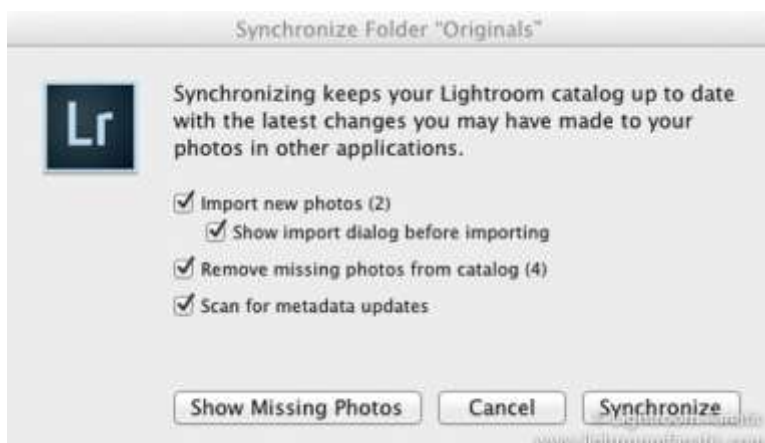 Synchronize Folder "Originals"
Lr
Synchronizing keeps your Lightroom catalog up to date
with the latest changes you may have made to your
photos in other applications.
Import new photos (2)
Show import dialog before importing
Remove missing photos from catalog (4)
Scan for metadata updates
Show Missing Photos
Cancel
Synchronize